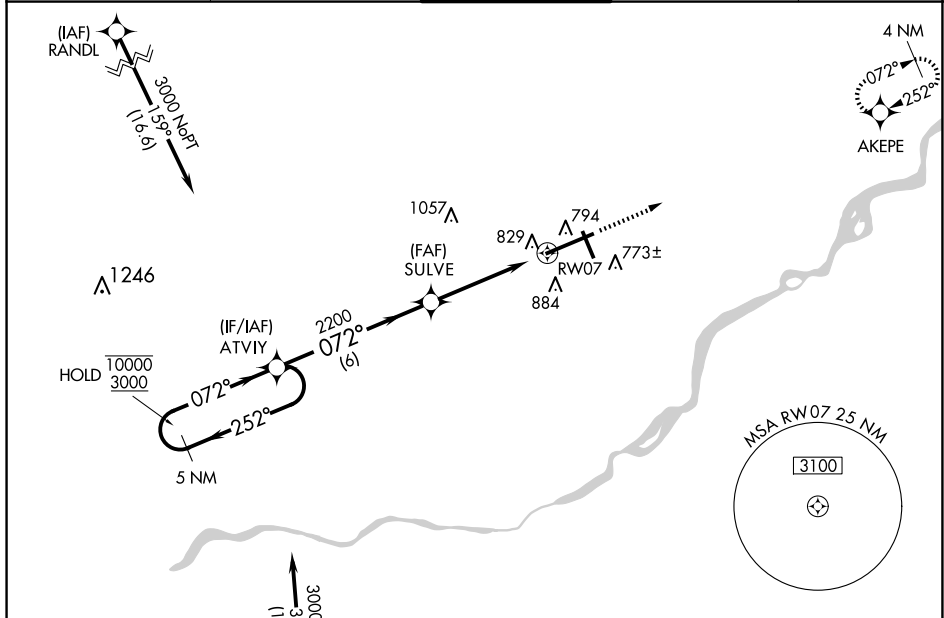 (IAF)
RANDL
3000 NoPT
159°
(16.6)
4 NM
072°
252°
AKEPE
1057
794
829
(FAF)
SULVE
RW07
773±
884
1246
(IF/IAF)
ATVIY
2200
072°
(6)
HOLD
10000
3000
072°
252°
5 NM
MSA RW07 25 NM
3100
3000